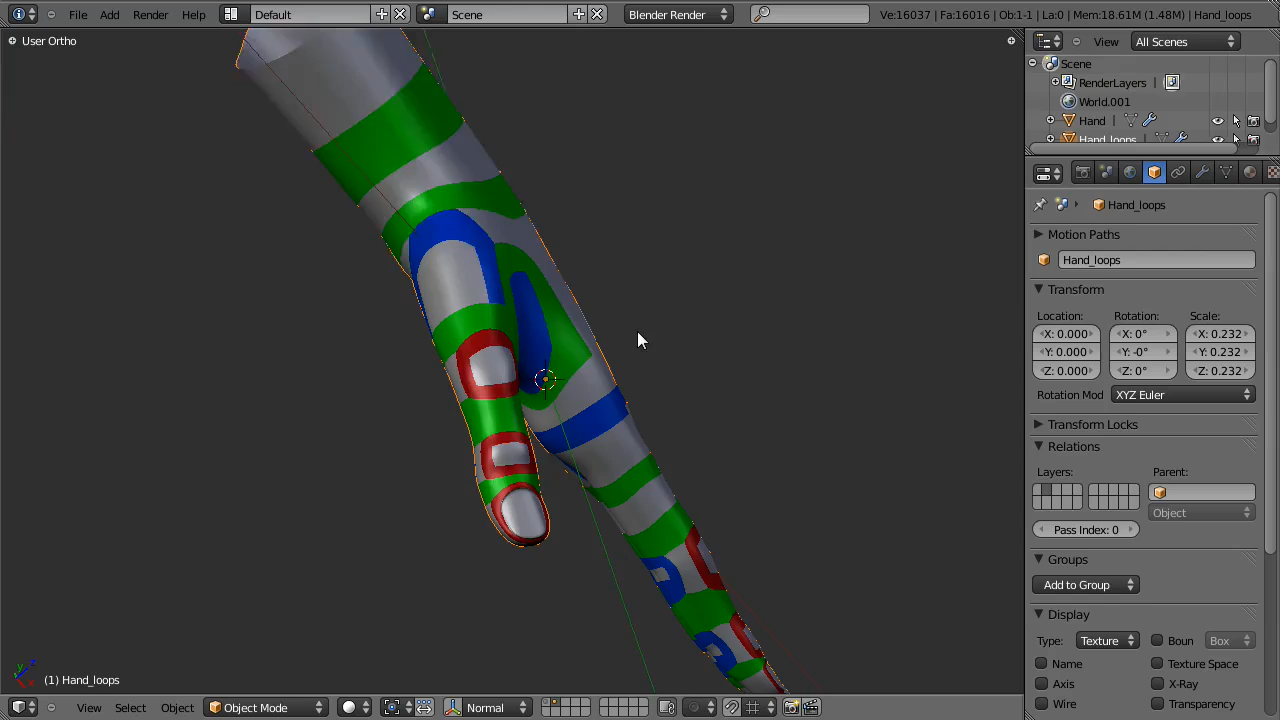 File Add Render Help Default Scene Blender Render Ve:16037 | Fa:16016 | Ob:1-1 | La:0 | Mem:18.61M (1.48M) | Hand_loops
User Ortho
View All Scenes
Scene
RenderLayers |
World.001
Hand |
Hand_loops |
Hand_loops
Motion Paths
Hand_loops
Transform
Location: Rotation: Scale:
X: 0.000 X: 0° X: 0.232
Y: 0.000 Y: -0° Y: 0.232
Z: 0.000 Z: 0° Z: 0.232
Rotation Mod XYZ Euler
Transform Locks
Relations
Layers: Parent:
Object
Pass Index: 0
Groups
Add to Group
Display
Type: Texture Boun Box
Name Texture Space
Axis X-Ray
Wire Transparency
(1) Hand_loops
View Select Object Object Mode Normal